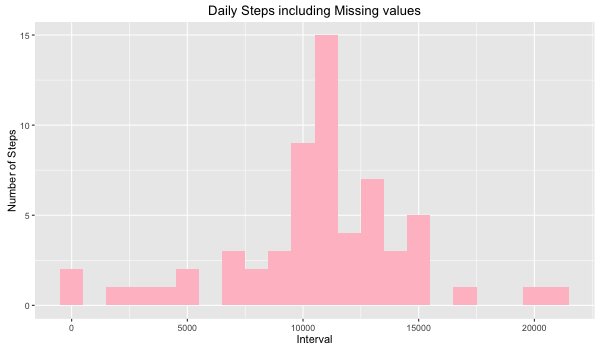 Daily Steps including Missing values
15
10
5
0
Number of Steps
0 5000 10000 15000 20000
Interval